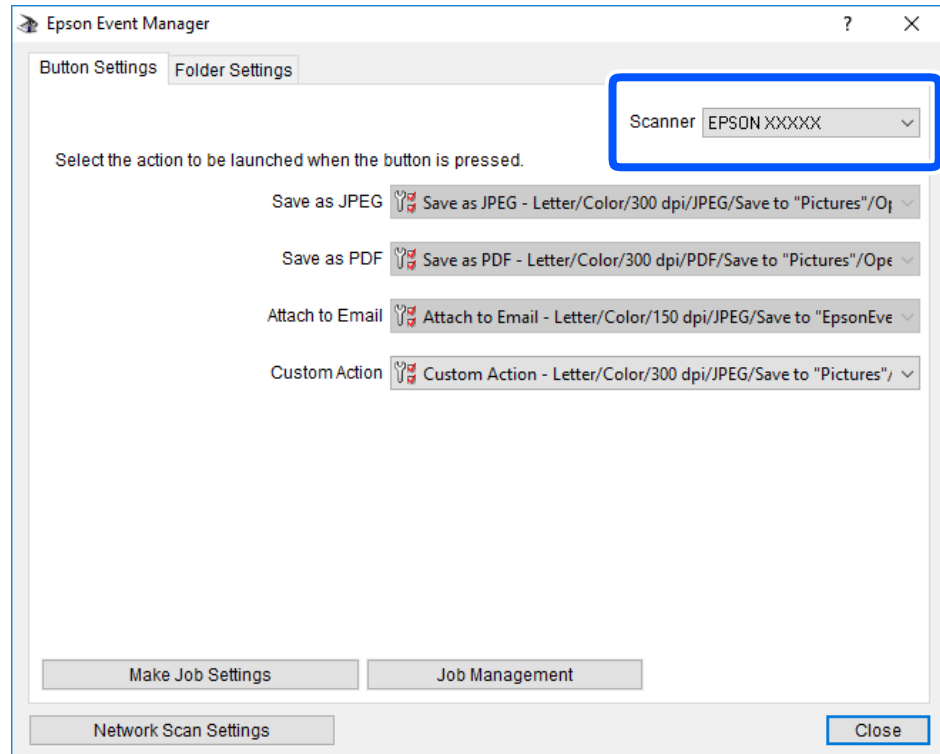 Epson Event Manager
Button Settings Folder Settings
Scanner EPSON XXXXX
Select the action to be launched when the button is pressed.
Save as JPEG Save as JPEG - Letter/Color/300 dpi/JPEG/Save to "Pictures"/Op
Save as PDF Save as PDF - Letter/Color/300 dpi/PDF/Save to "Pictures"/Ope
Attach to Email Attach to Email - Letter/Color/150 dpi/JPEG/Save to "EpsonEve
Custom Action Custom Action - Letter/Color/300 dpi/JPEG/Save to "Pictures"/
Make Job Settings Job Management
Network Scan Settings Close